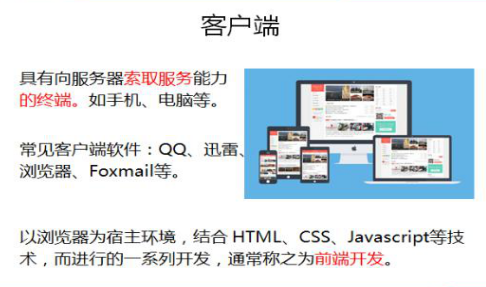 客户端
具有向服务器索取服务能力
的终端。如手机、电脑等。
常见客户端软件：QQ、迅雷、
浏览器、Foxmail等。
以浏览器为宿主环境，结合 HTML、CSS、Javascript等技
术，而进行的一系列开发，通常称之为前端开发。